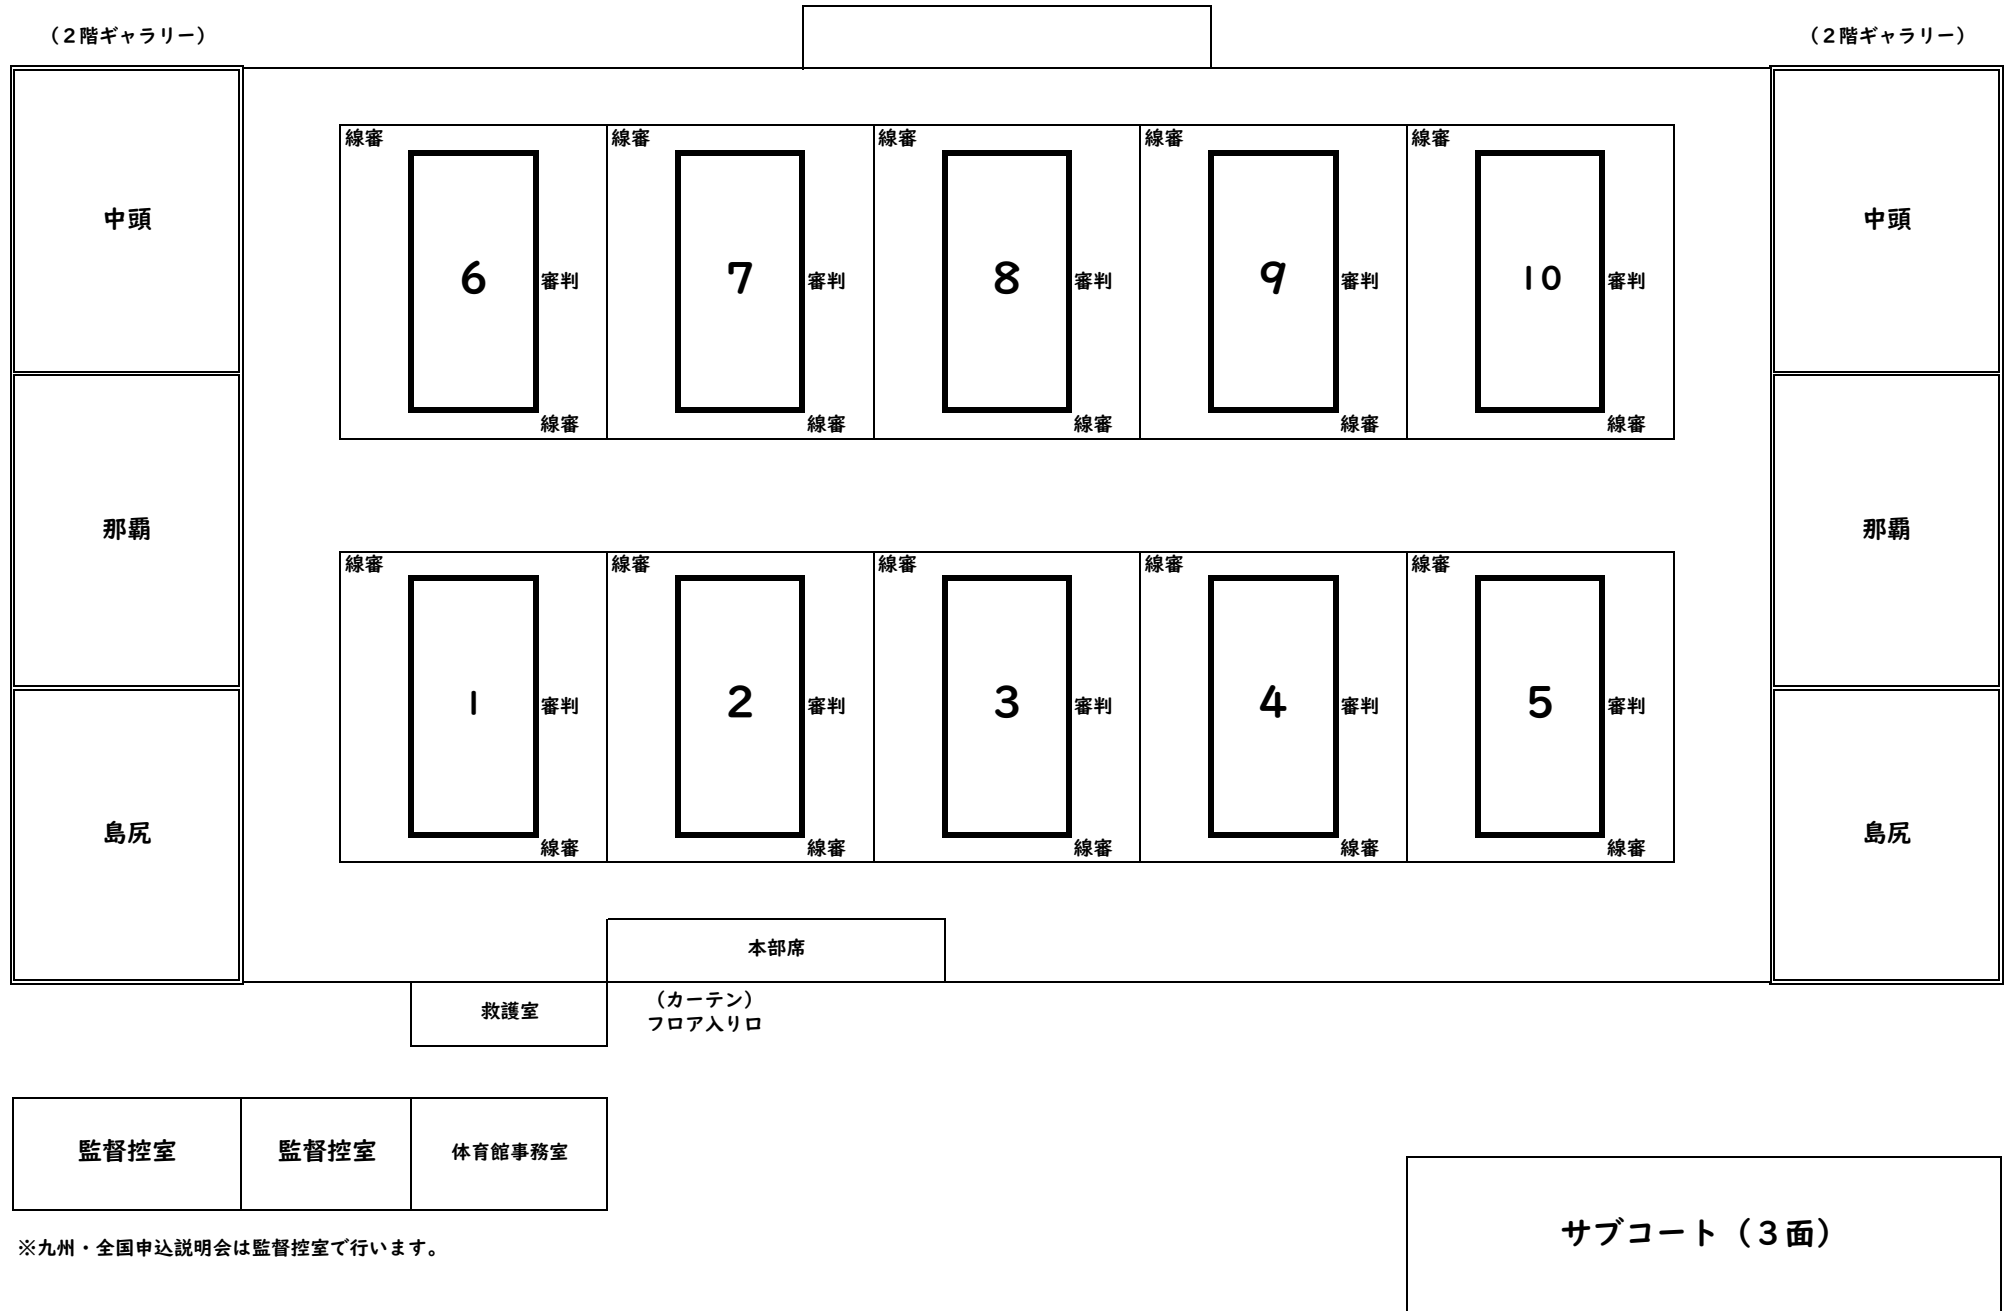 （２階ギャラリー）
（２階ギャラリー）
線審
線審
線審
線審
線審
中頭
中頭
6
審判
7
審判
8
審判
9
審判
10
審判
線審
線審
線審
線審
線審
那覇
那覇
線審
線審
線審
線審
線審
1
審判
2
審判
3
審判
4
審判
5
審判
島尻
島尻
線審
線審
線審
線審
線審
本部席
救護室
（カーテン）
フロア入り口
監督控室
監督控室
体育館事務室
サブコート（３面）
※九州・全国申込説明会は監督控室で行います。